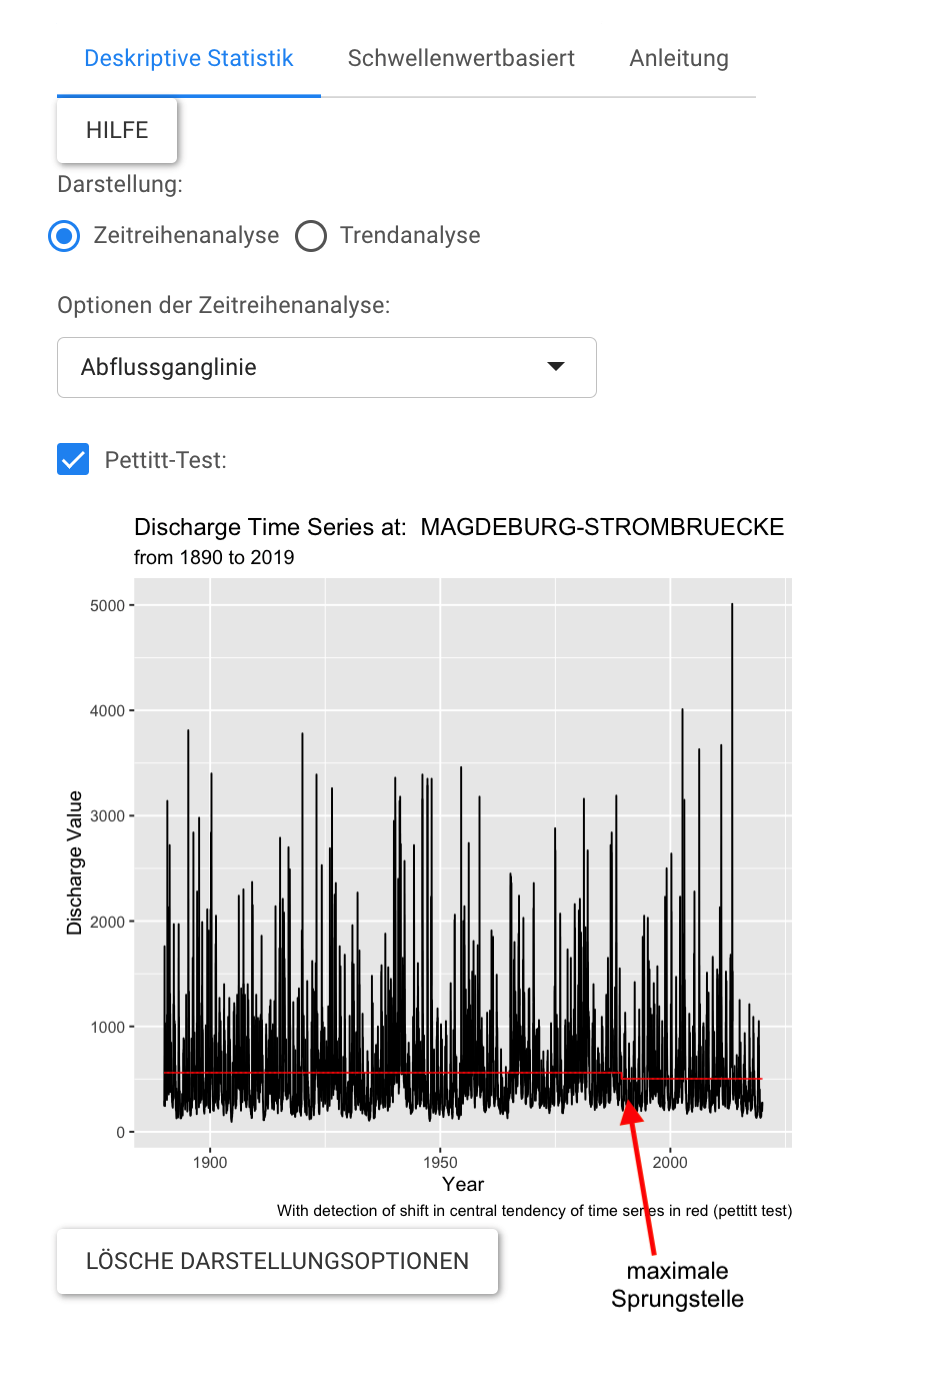 Deskriptive Statistik Schwellenwertbasiert Anleitung
HILFE
Darstellung:
Zeitreihenanalyse Trendanalyse
Optionen der Zeitreihenanalyse:
Abflussganglinie
Pettitt-Test:
Discharge Time Series at: MAGDEBURG-STROMBRUECKE
from 1890 to 2019
5000
4000
3000
2000
1000
0
Discharge Value
1900 1950 2000
Year
With detection of shift in central tendency of time series in red (pettitt test)
LÖSCHE DARSTELLUNGSOPTIONEN
maximale
Sprungstelle